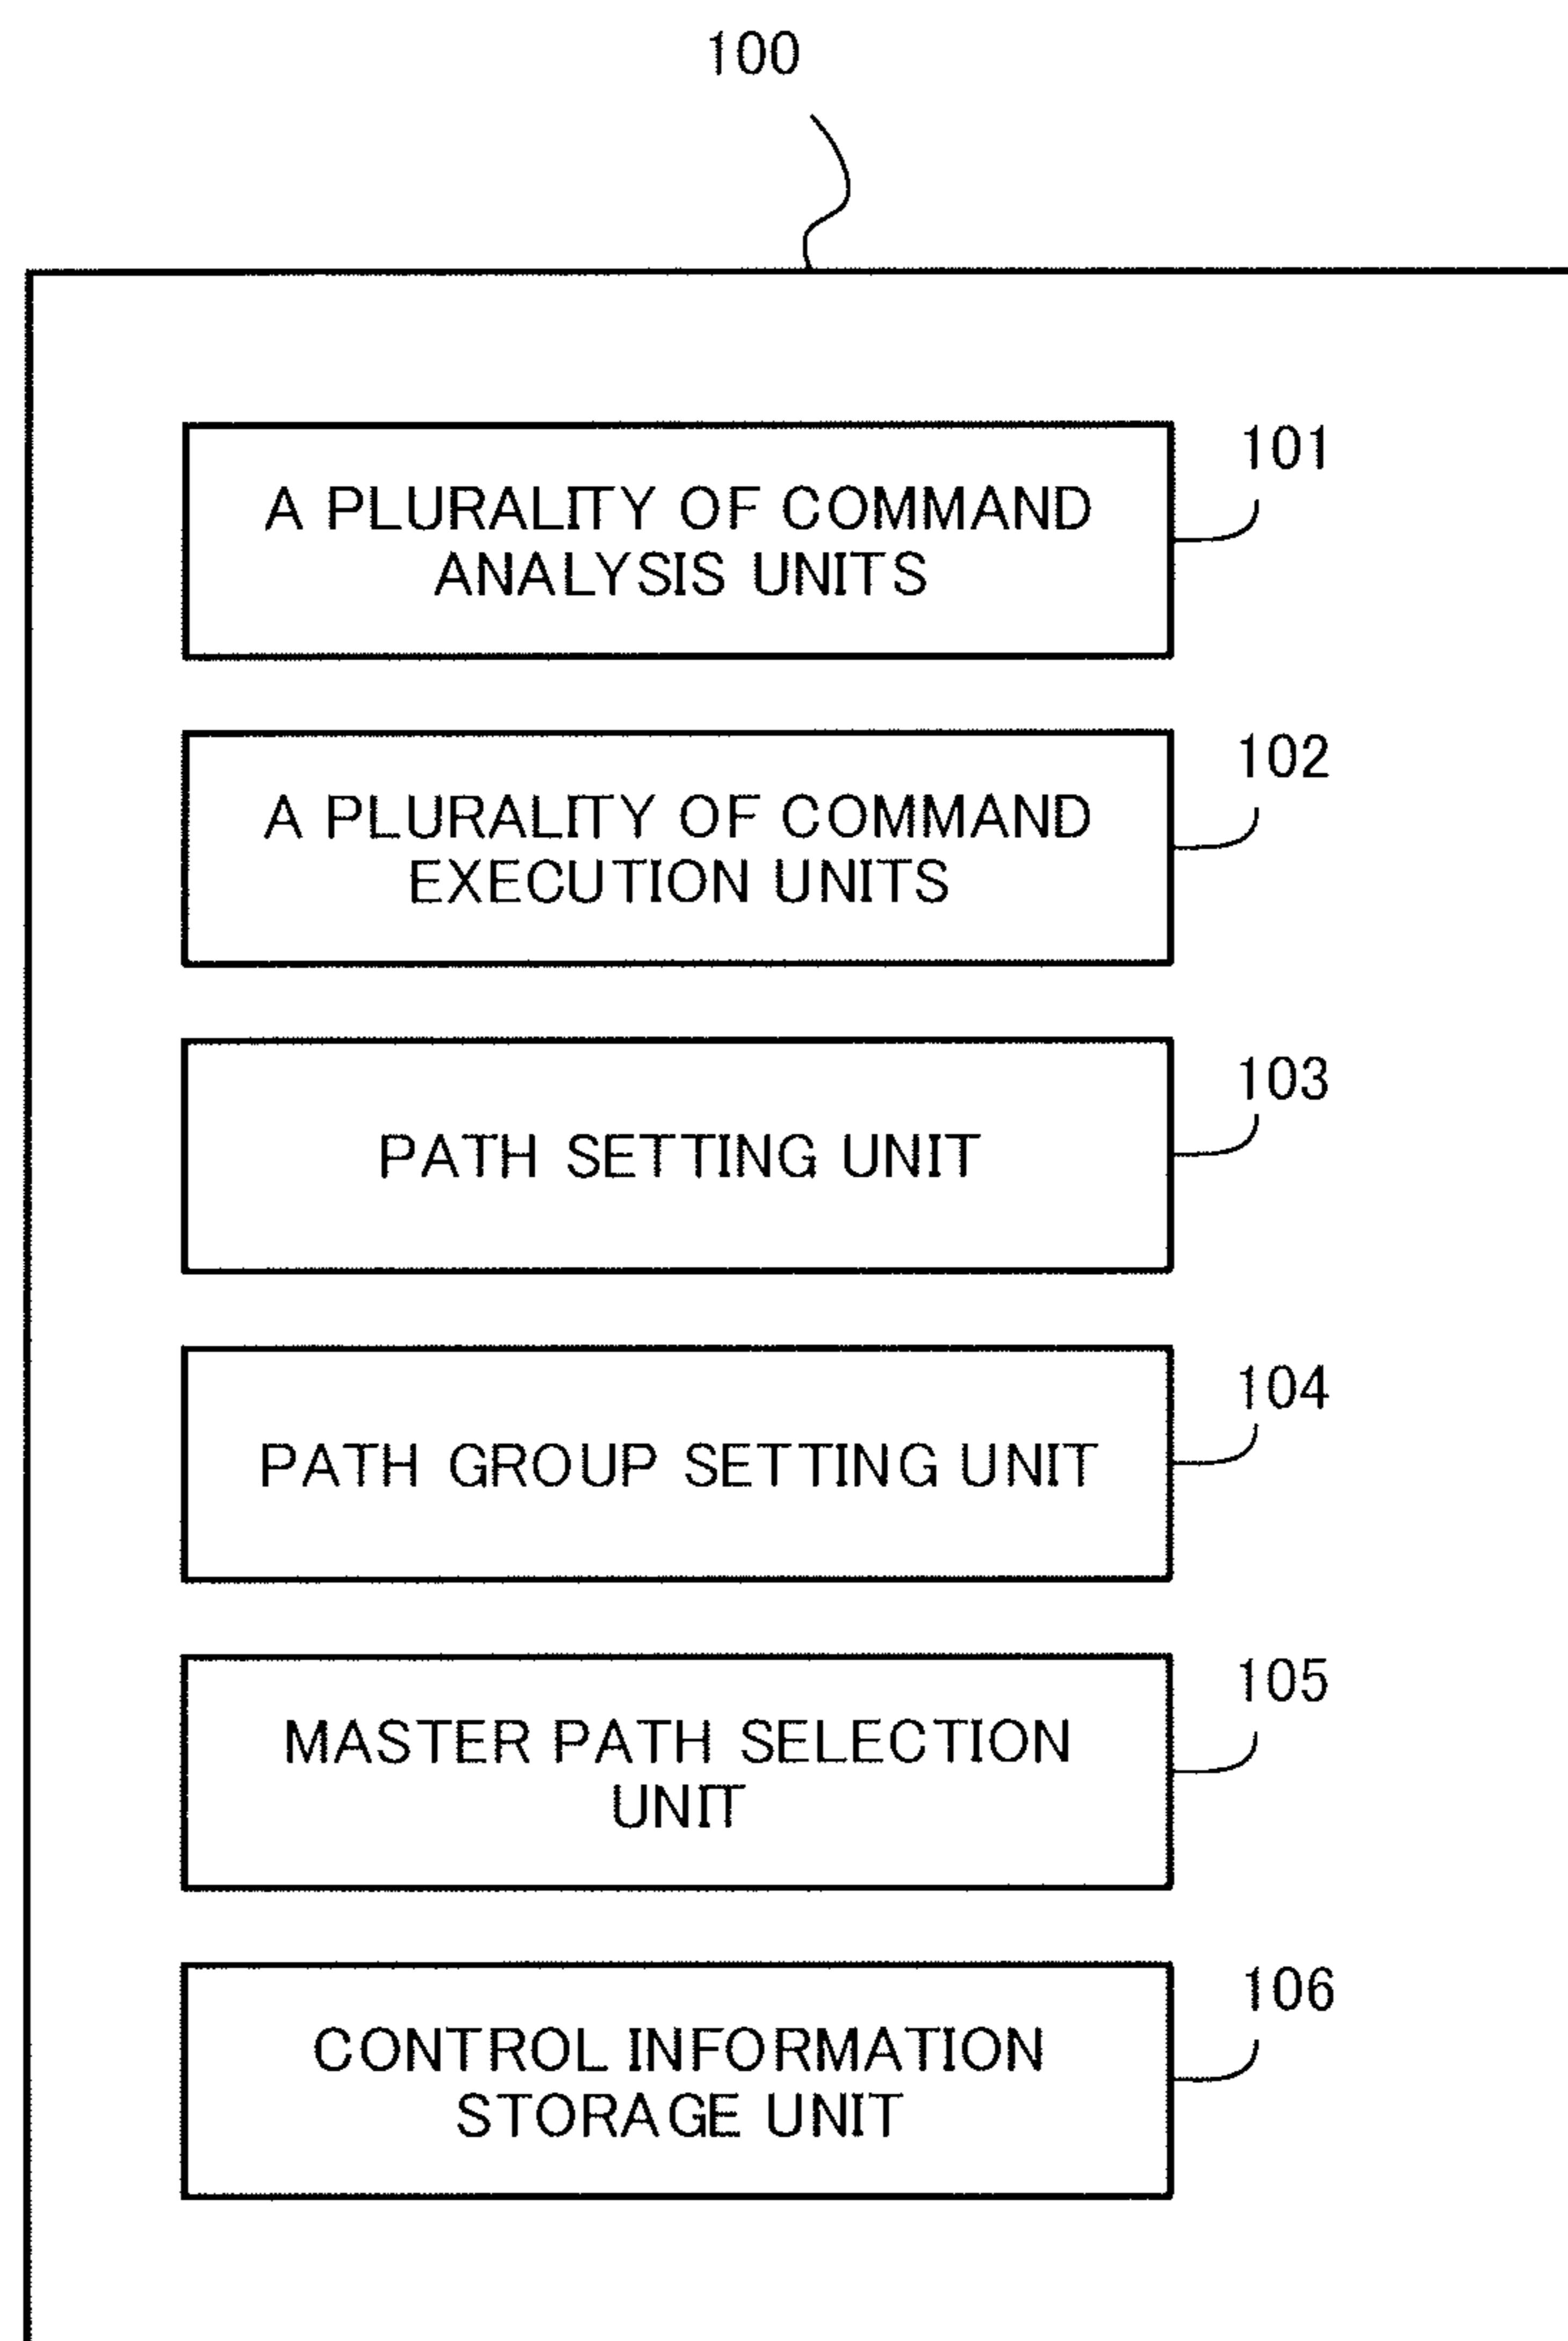 100
A PLURALITY OF COMMAND
ANALYSIS UNITS
101
A PLURALITY OF COMMAND
EXECUTION UNITS
102
PATH SETTING UNIT
103
PATH GROUP SETTING UNIT
104
MASTER PATH SELECTION
UNIT
105
CONTROL INFORMATION
STORAGE UNIT
106